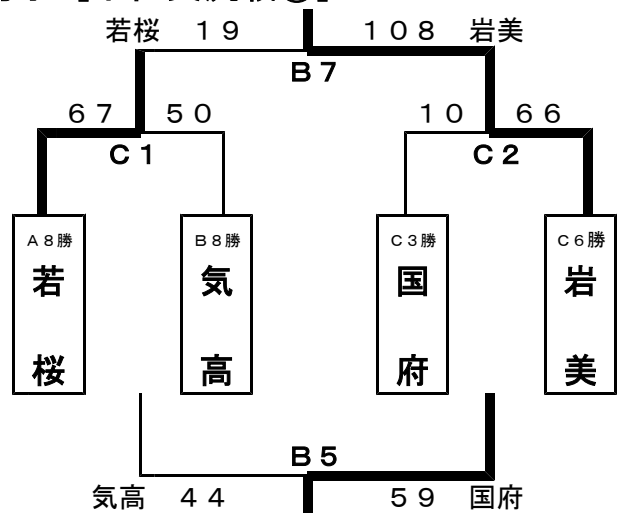 若桜 １９ １０８ 岩美
Ｂ７
６７ ５０ １０ ６６
Ｃ１ Ｃ２
Ａ８勝 Ｂ８勝 Ｃ３勝 Ｃ６勝
若桜 気高 国府 岩美
Ｂ５
気高 ４４ ５９ 国府